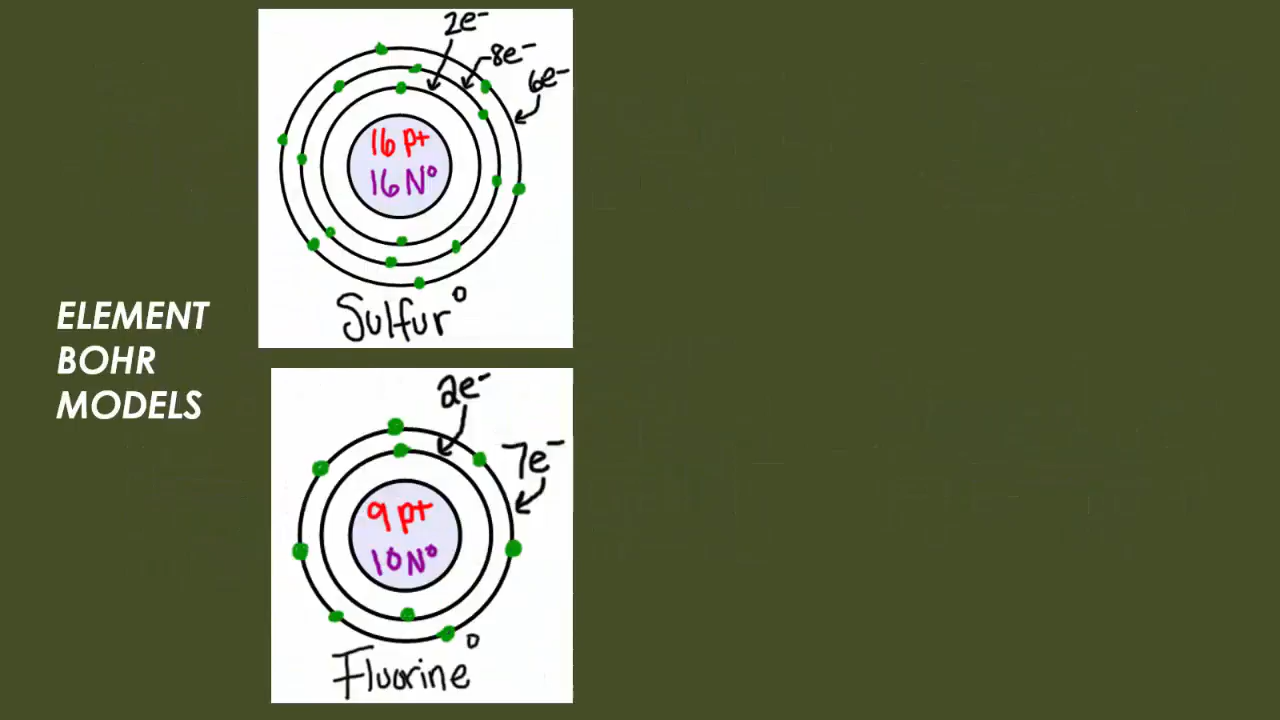 ELEMENT
BOHR
MODELS
2e⁻
8e⁻
6e⁻
16 p+
16 N°
Sulfur°
2e⁻
7e⁻
9 p+
10 N°
Fluorine°